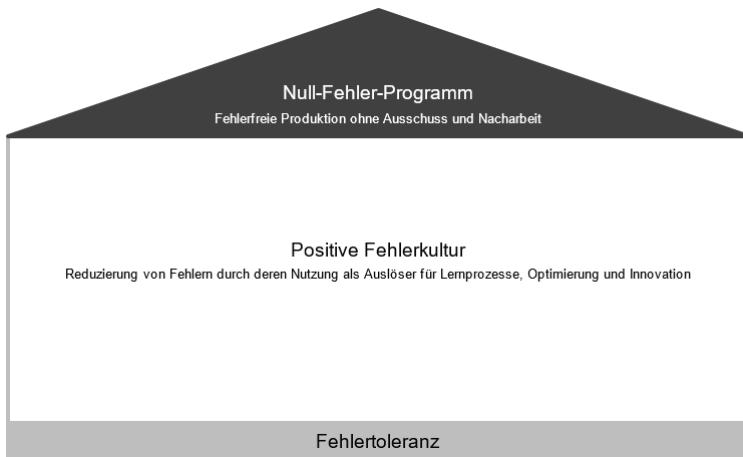 Null-Fehler-Programm
Fehlerfreie Produktion ohne Ausschuss und Nacharbeit
Positive Fehlerkultur
Reduzierung von Fehlern durch deren Nutzung als Auslöser für Lernprozesse, Optimierung und Innovation
Fehlertoleranz